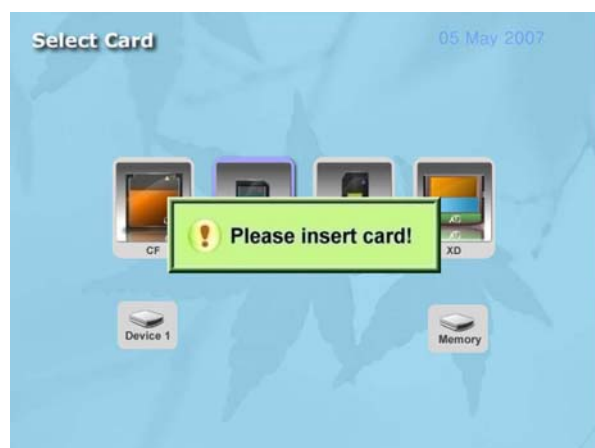 Select Card
05 May 2007
Please insert card!
CF
XD
Device 1
Memory